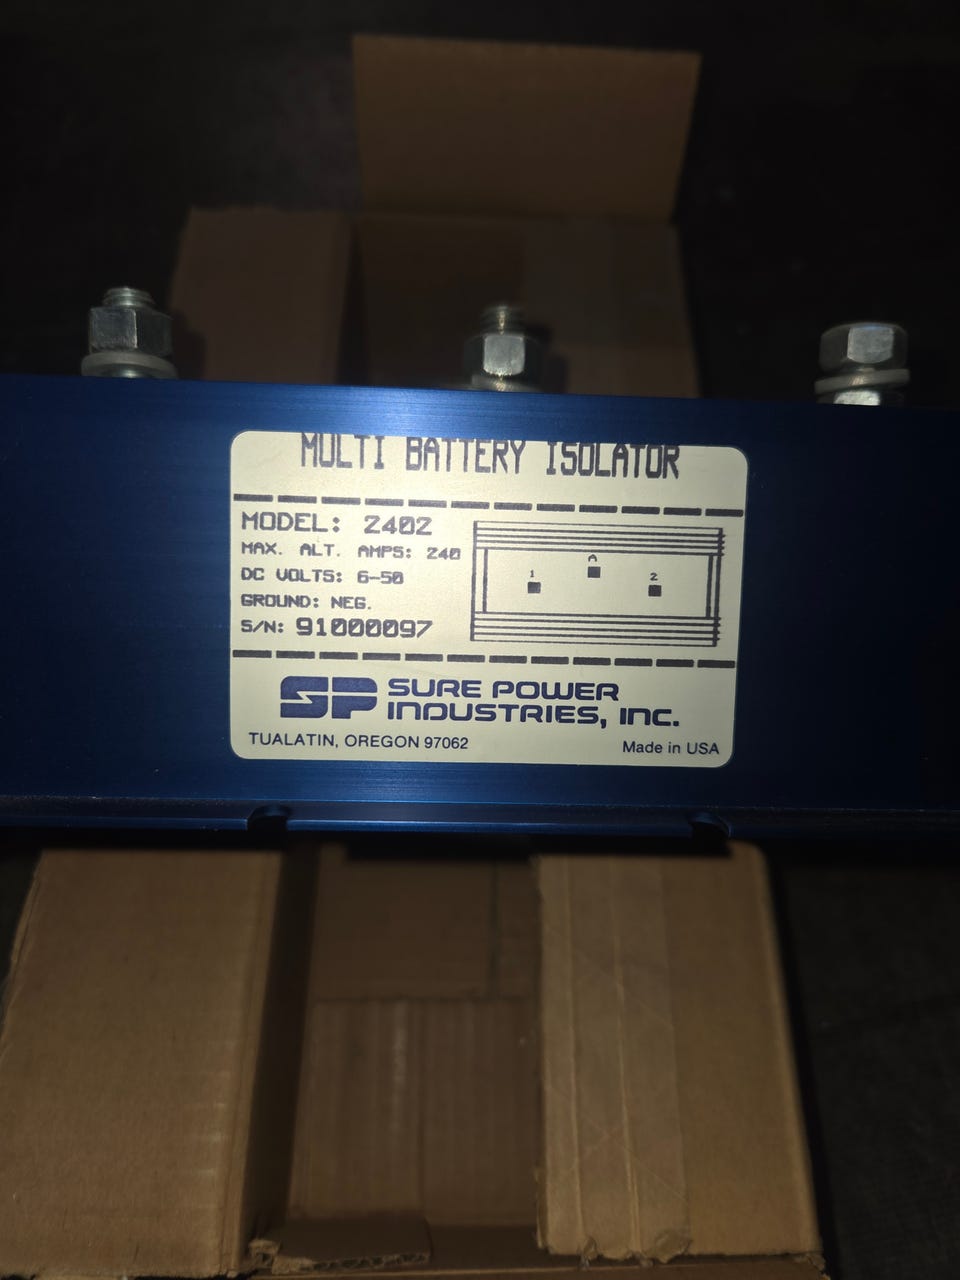 MULTI BATTERY ISOLATOR
MODEL: 2402
MAX. ALT. AMPS: 240
DC VOLTS: 6-50
GROUND: NEG.
S/N: 91000097
A
1
2
SP SURE POWER
INDUSTRIES, INC.
TUALATIN, OREGON 97062
Made in USA